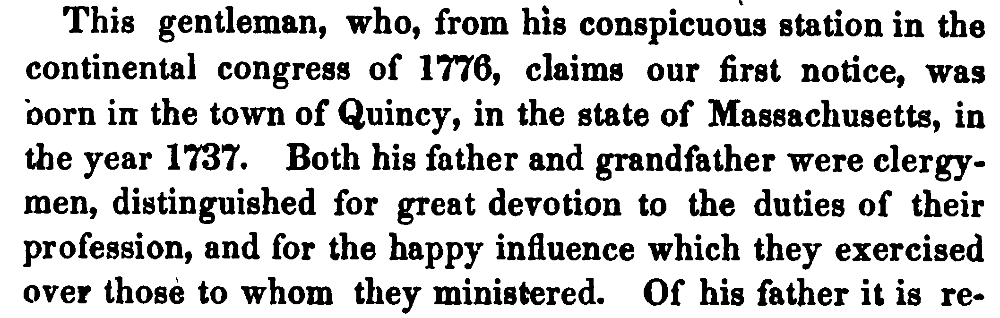 This gentleman, who, from his conspicuous station in the
continental congress of 1776, claims our first notice, was
born in the town of Quincy, in the state of Massachusetts, in
the year 1737. Both his father and grandfather were clergy-
men, distinguished for great devotion to the duties of their
profession, and for the happy influence which they exercised
over those to whom they ministered. Of his father it is re-